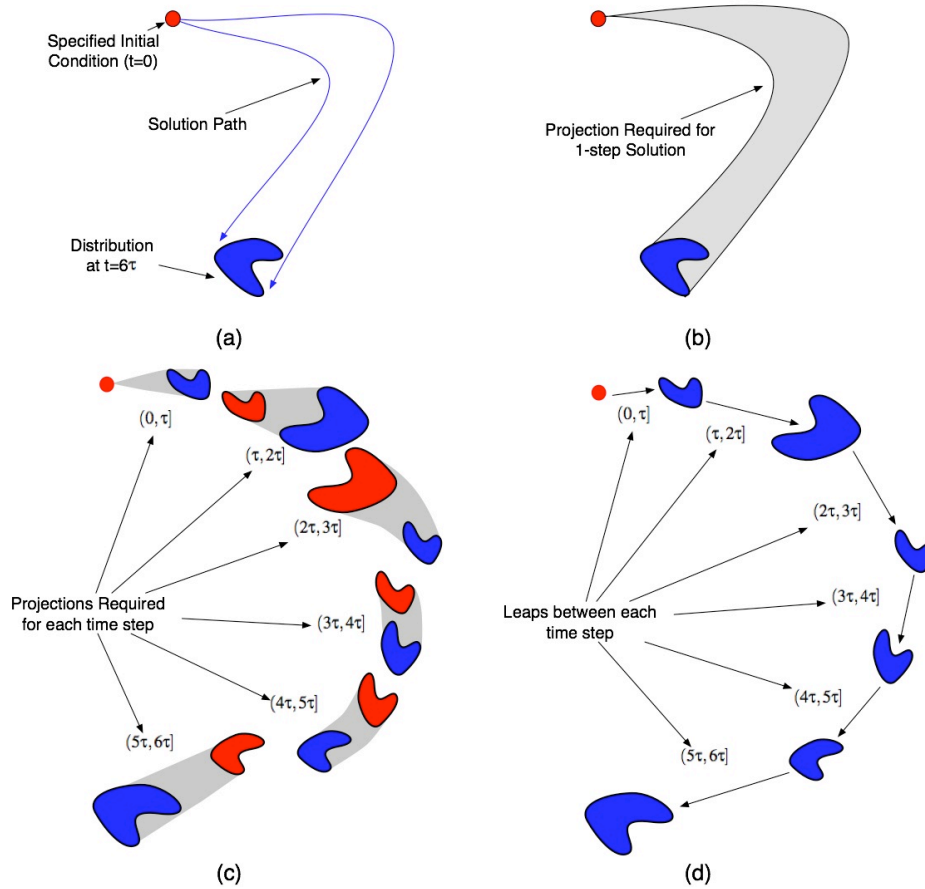 Specified Initial
Condition (t=0)
Solution Path
Distribution
at t=6τ
(a)
Projection Required for
1-step Solution
(b)
(0, τ]
(τ, 2τ]
(2τ, 3τ]
Projections Required
for each time step
(3τ, 4τ]
(4τ, 5τ]
(5τ, 6τ]
(c)
(0, τ]
(τ, 2τ]
(2τ, 3τ]
Leaps between each
time step
(3τ, 4τ]
(4τ, 5τ]
(5τ, 6τ]
(d)